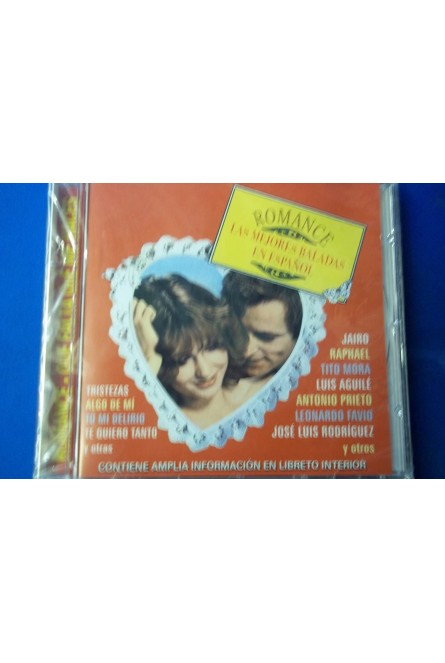 ROMANCE
LAS MEJORES BALADAS
EN ESPAÑOL
JAIRO
RAPHAEL
TITO MORA
LUIS AGUILÉ
ANTONIO PRIETO
LEONARDO FAVIO
JOSÉ LUIS RODRÍGUEZ
y otros
TRISTEZAS
ALGO DE MÍ
TU MI DELIRIO
TE QUIERO TANTO
y otras
CONTIENE AMPLIA INFORMACIÓN EN LIBRETO INTERIOR